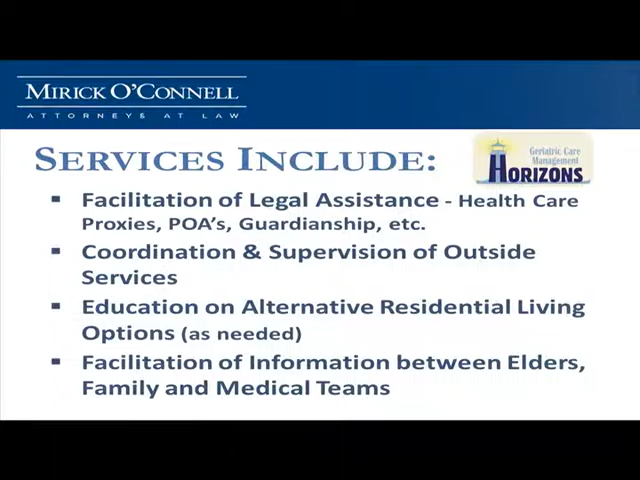 MIRICK O'CONNELL
ATTORNEYS AT LAW
SERVICES INCLUDE:
Geriatric Care
Management
HORIZONS
▪ Facilitation of Legal Assistance - Health Care
Proxies, POA's, Guardianship, etc.
▪ Coordination & Supervision of Outside
Services
▪ Education on Alternative Residential Living
Options (as needed)
▪ Facilitation of Information between Elders,
Family and Medical Teams